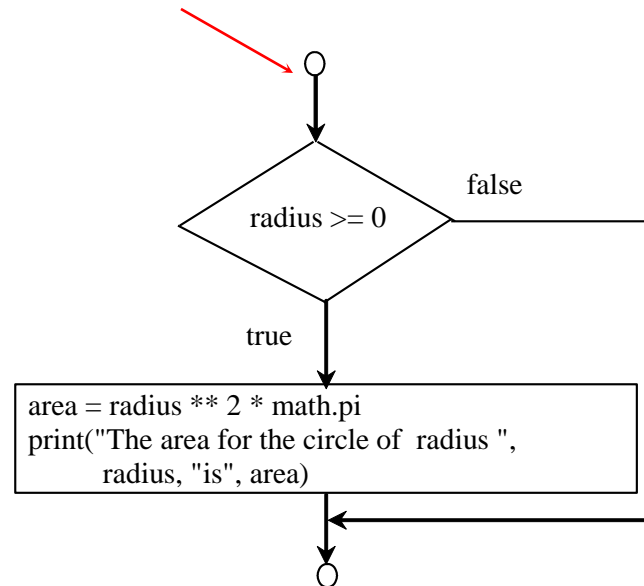 false
radius >= 0
true
area = radius ** 2 * math.pi
print("The area for the circle of  radius ",
radius, "is", area)